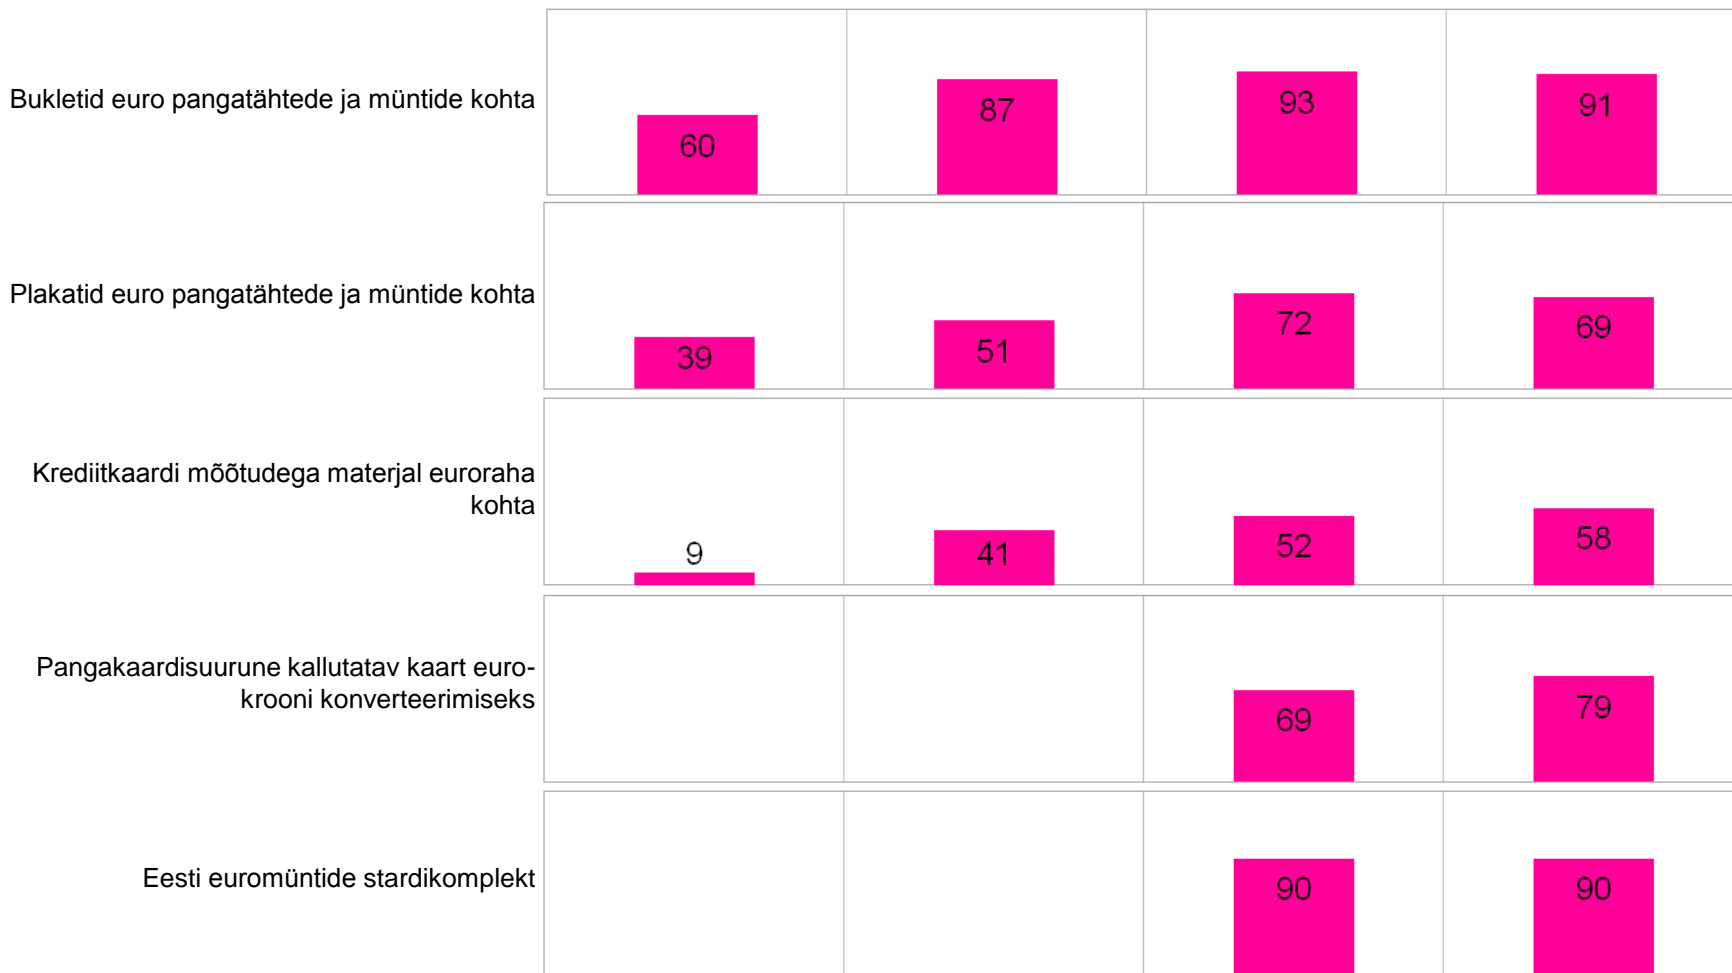 Bukletid euro pangatähtede ja müntide kohta
60
87
93
91
Plakatid euro pangatähtede ja müntide kohta
39
51
72
69
Krediitkaardi mõõtudega materjal euroraha
kohta
9
41
52
58
Pangakaardisuurune kallutatav kaart euro-
krooni konverteerimiseks
69
79
Eesti euromüntide stardikomplekt
90
90